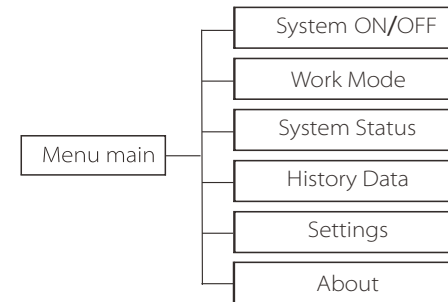 System ON/OFF
Work Mode
System Status
Menu main
History Data
Settings
About